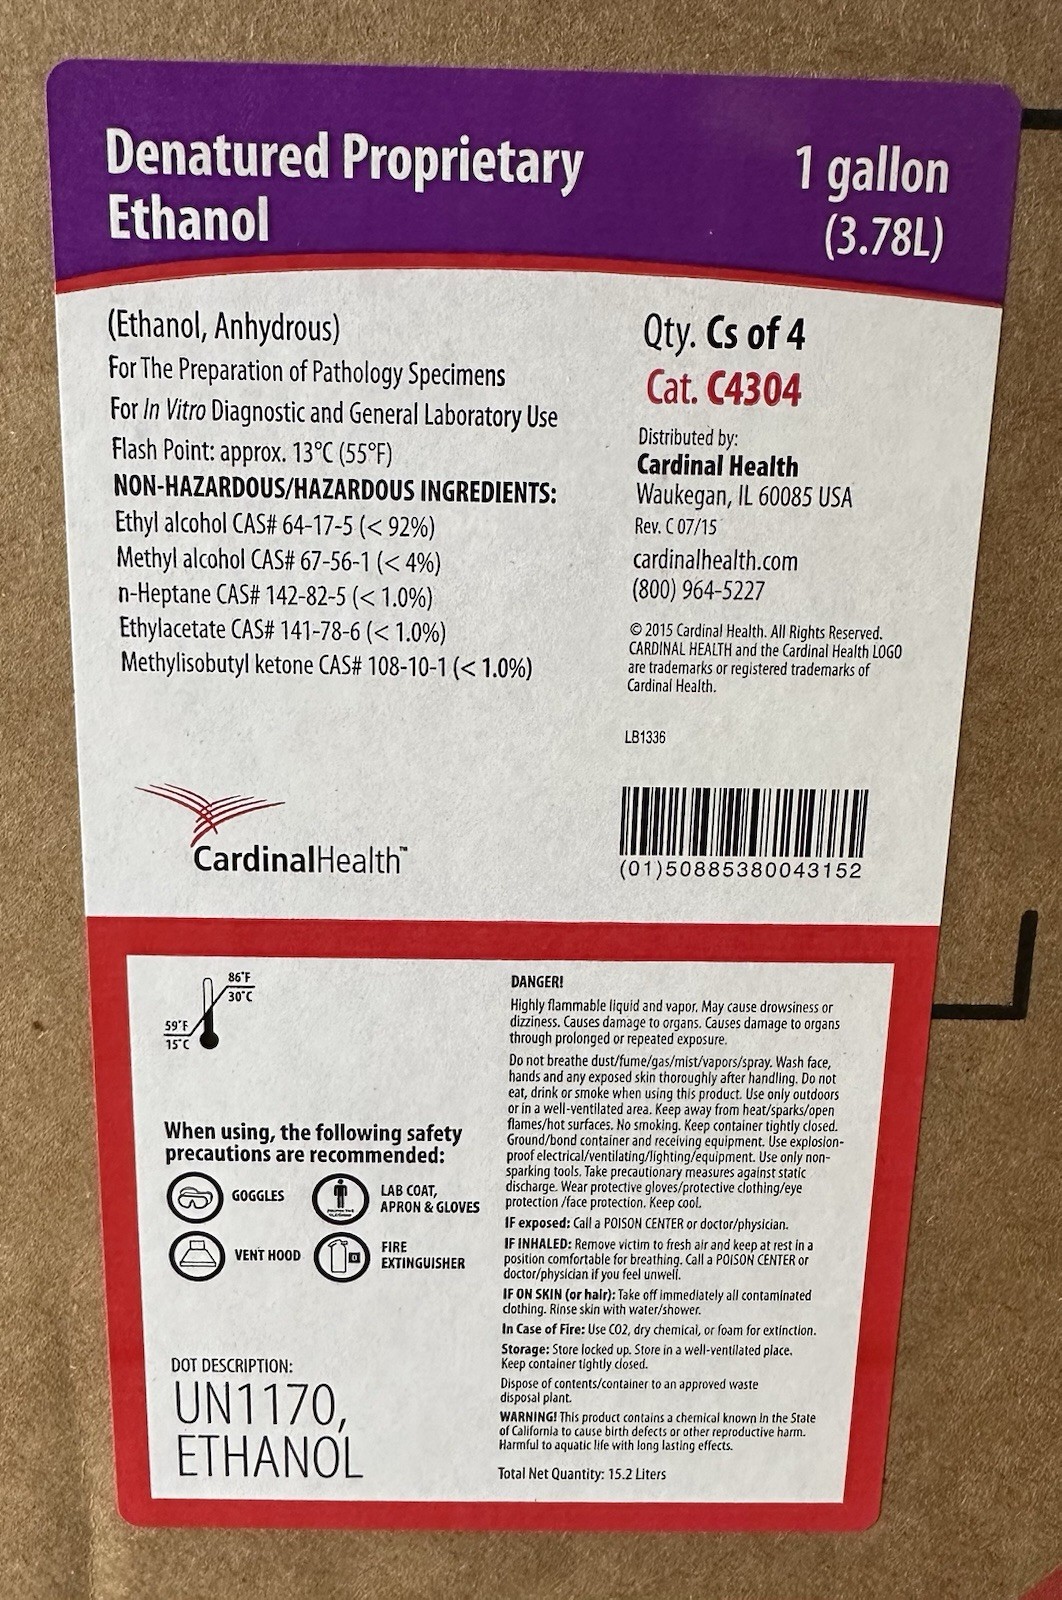 Denatured Proprietary
Ethanol
1 gallon
(3.78L)
(Ethanol, Anhydrous)
For The Preparation of Pathology Specimens
For In Vitro Diagnostic and General Laboratory Use
Flash Point: approx. 13°C (55°F)
NON-HAZARDOUS/HAZARDOUS INGREDIENTS:
Ethyl alcohol CAS# 64-17-5 (< 92%)
Methyl alcohol CAS# 67-56-1 (< 4%)
n-Heptane CAS# 142-82-5 (< 1.0%)
Ethylacetate CAS# 141-78-6 (< 1.0%)
Methylisobutyl ketone CAS# 108-10-1 (< 1.0%)
Qty. Cs of 4
Cat. C4304
Distributed by:
Cardinal Health
Waukegan, IL 60085 USA
Rev. C 07/15
cardinalhealth.com
(800) 964-5227
© 2015 Cardinal Health. All Rights Reserved.
CARDINAL HEALTH and the Cardinal Health LOGO
are trademarks or registered trademarks of
Cardinal Health.
LB1336
CardinalHealth™
(01)50885380043152
86°F
30°C
59°F
15°C
When using, the following safety
precautions are recommended:
GOGGLES
LAB COAT,
APRON & GLOVES
VENT HOOD
FIRE
EXTINGUISHER
DOT DESCRIPTION:
UN1170,
ETHANOL
DANGER!
Highly flammable liquid and vapor. May cause drowsiness or
dizziness. Causes damage to organs. Causes damage to organs
through prolonged or repeated exposure.
Do not breathe dust/fume/gas/mist/vapors/spray. Wash face,
hands and any exposed skin thoroughly after handling. Do not
eat, drink or smoke when using this product. Use only outdoors
or in a well-ventilated area. Keep away from heat/sparks/open
flames/hot surfaces. No smoking. Keep container tightly closed.
Ground/bond container and receiving equipment. Use explosion-
proof electrical/ventilating/lighting/equipment. Use only non-
sparking tools. Take precautionary measures against static
discharge. Wear protective gloves/protective clothing/eye
protection /face protection. Keep cool.
IF exposed: Call a POISON CENTER or doctor/physician.
IF INHALED: Remove victim to fresh air and keep at rest in a
position comfortable for breathing. Call a POISON CENTER or
doctor/physician if you feel unwell.
IF ON SKIN (or hair): Take off immediately all contaminated
clothing. Rinse skin with water/shower.
In Case of Fire: Use CO2, dry chemical, or foam for extinction.
Storage: Store locked up. Store in a well-ventilated place.
Keep container tightly closed.
Dispose of contents/container to an approved waste
disposal plant.
WARNING! This product contains a chemical known in the State
of California to cause birth defects or other reproductive harm.
Harmful to aquatic life with long lasting effects.
Total Net Quantity: 15.2 Liters